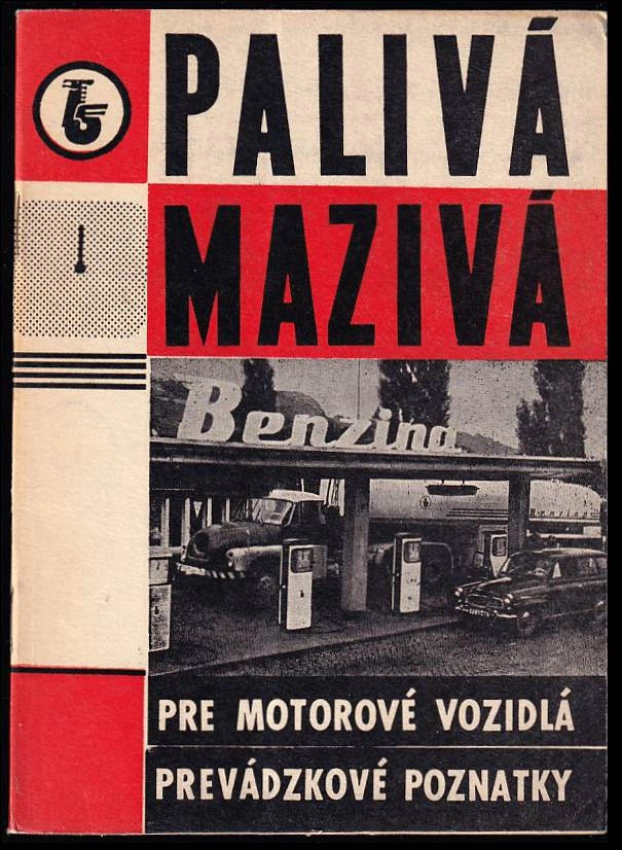 PALIVÁ
MAZIVÁ
Benzina
PRE MOTOROVÉ VOZIDLÁ
PREVÁDZKOVÉ POZNATKY